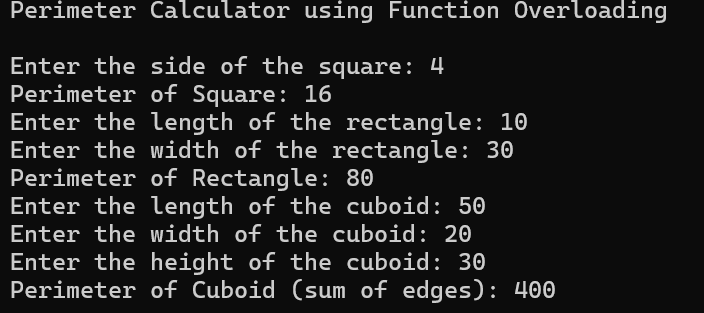 Perimeter Calculator using Function Overloading
Enter the side of the square: 4
Perimeter of Square: 16
Enter the length of the rectangle: 10
Enter the width of the rectangle: 30
Perimeter of Rectangle: 80
Enter the length of the cuboid: 50
Enter the width of the cuboid: 20
Enter the height of the cuboid: 30
Perimeter of Cuboid (sum of edges): 400